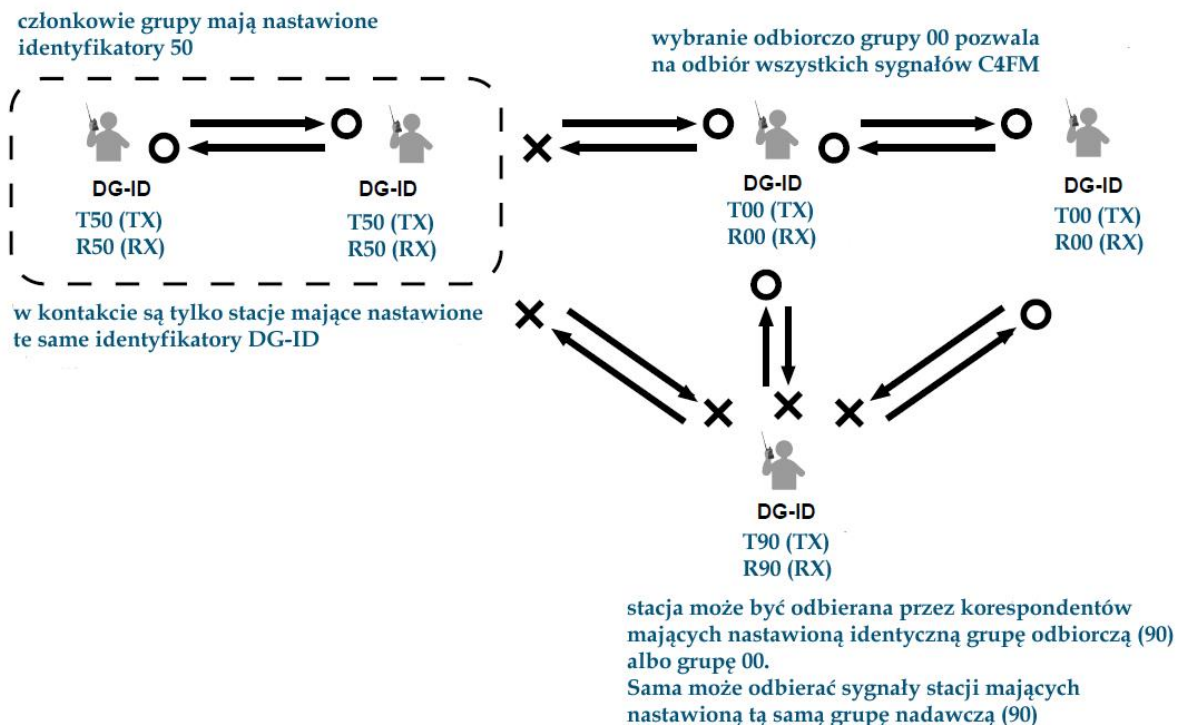 członkowie grupy mają nastawione
identyfikatory 50
wybranie odbiorczo grupy 00 pozwala
na odbiór wszystkich sygnałów C4FM
DG-ID
T50 (TX)
R50 (RX)
DG-ID
T50 (TX)
R50 (RX)
DG-ID
T00 (TX)
R00 (RX)
DG-ID
T00 (TX)
R00 (RX)
w kontakcie są tylko stacje mające nastawione
te same identyfikatory DG-ID
DG-ID
T90 (TX)
R90 (RX)
stacja może być odbierana przez korespondentów
mających nastawioną identyczną grupę odbiorczą (90)
albo grupę 00.
Sama może odbierać sygnały stacji mających
nastawioną tą samą grupę nadawczą (90)